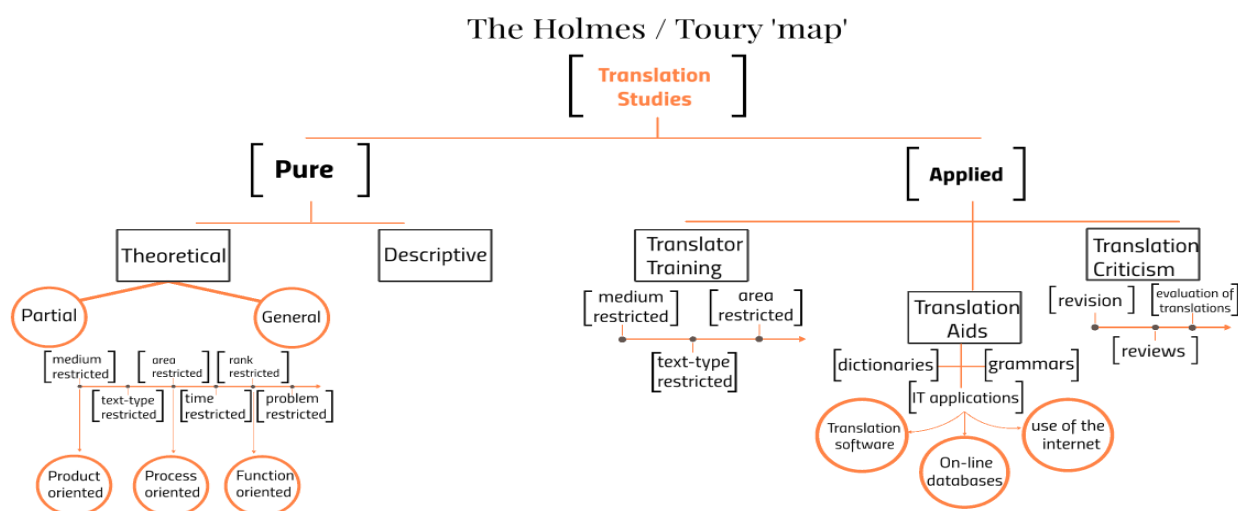 The Holmes / Toury 'map'
Translation
Studies
Pure
Applied
Theoretical
Descriptive
Translator
Training
Translation
Criticism
Partial
General
medium
restricted
area
restricted
Translation
Aids
revision
evaluation of
translations
reviews
text-type
restricted
medium
restricted
area
restricted
rank
restricted
text-type
restricted
time
restricted
problem
restricted
dictionaries
grammars
IT applications
Product
oriented
Process
oriented
Function
oriented
Translation
software
On-line
databases
use of the
internet